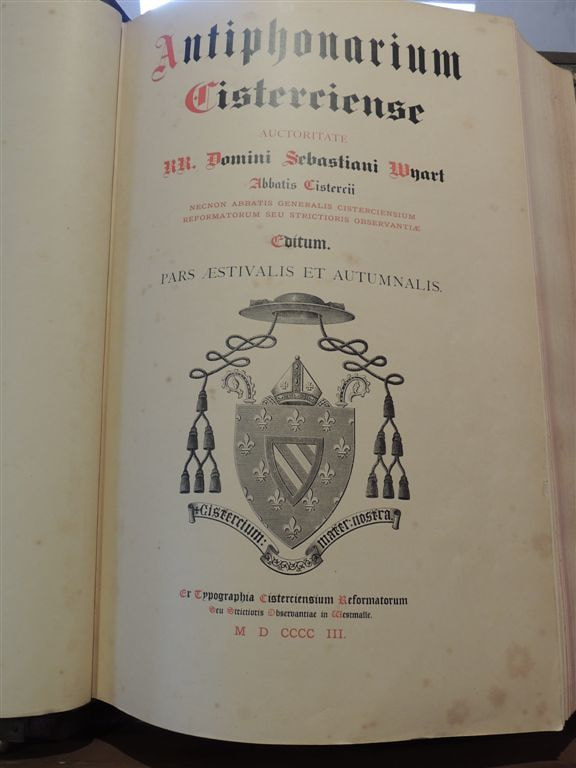 Antiphonarium
Cisterciense
AUCTORITATE
RR. Domini Sebastiani Wyart
Abbatis Cistercii
NECNON ABBATIS GENERALIS CISTERCIENSIUM
REFORMATORUM SEU STRICTIORIS OBSERVANTIÆ
Editum.
PARS ÆSTIVALIS ET AUTUMNALIS.
Cistercium: mater: nostra
Ex Typographia Cisterciensium Reformatorum
Seu Strictioris Observantiae in Westmalle.
M D CCCC III.